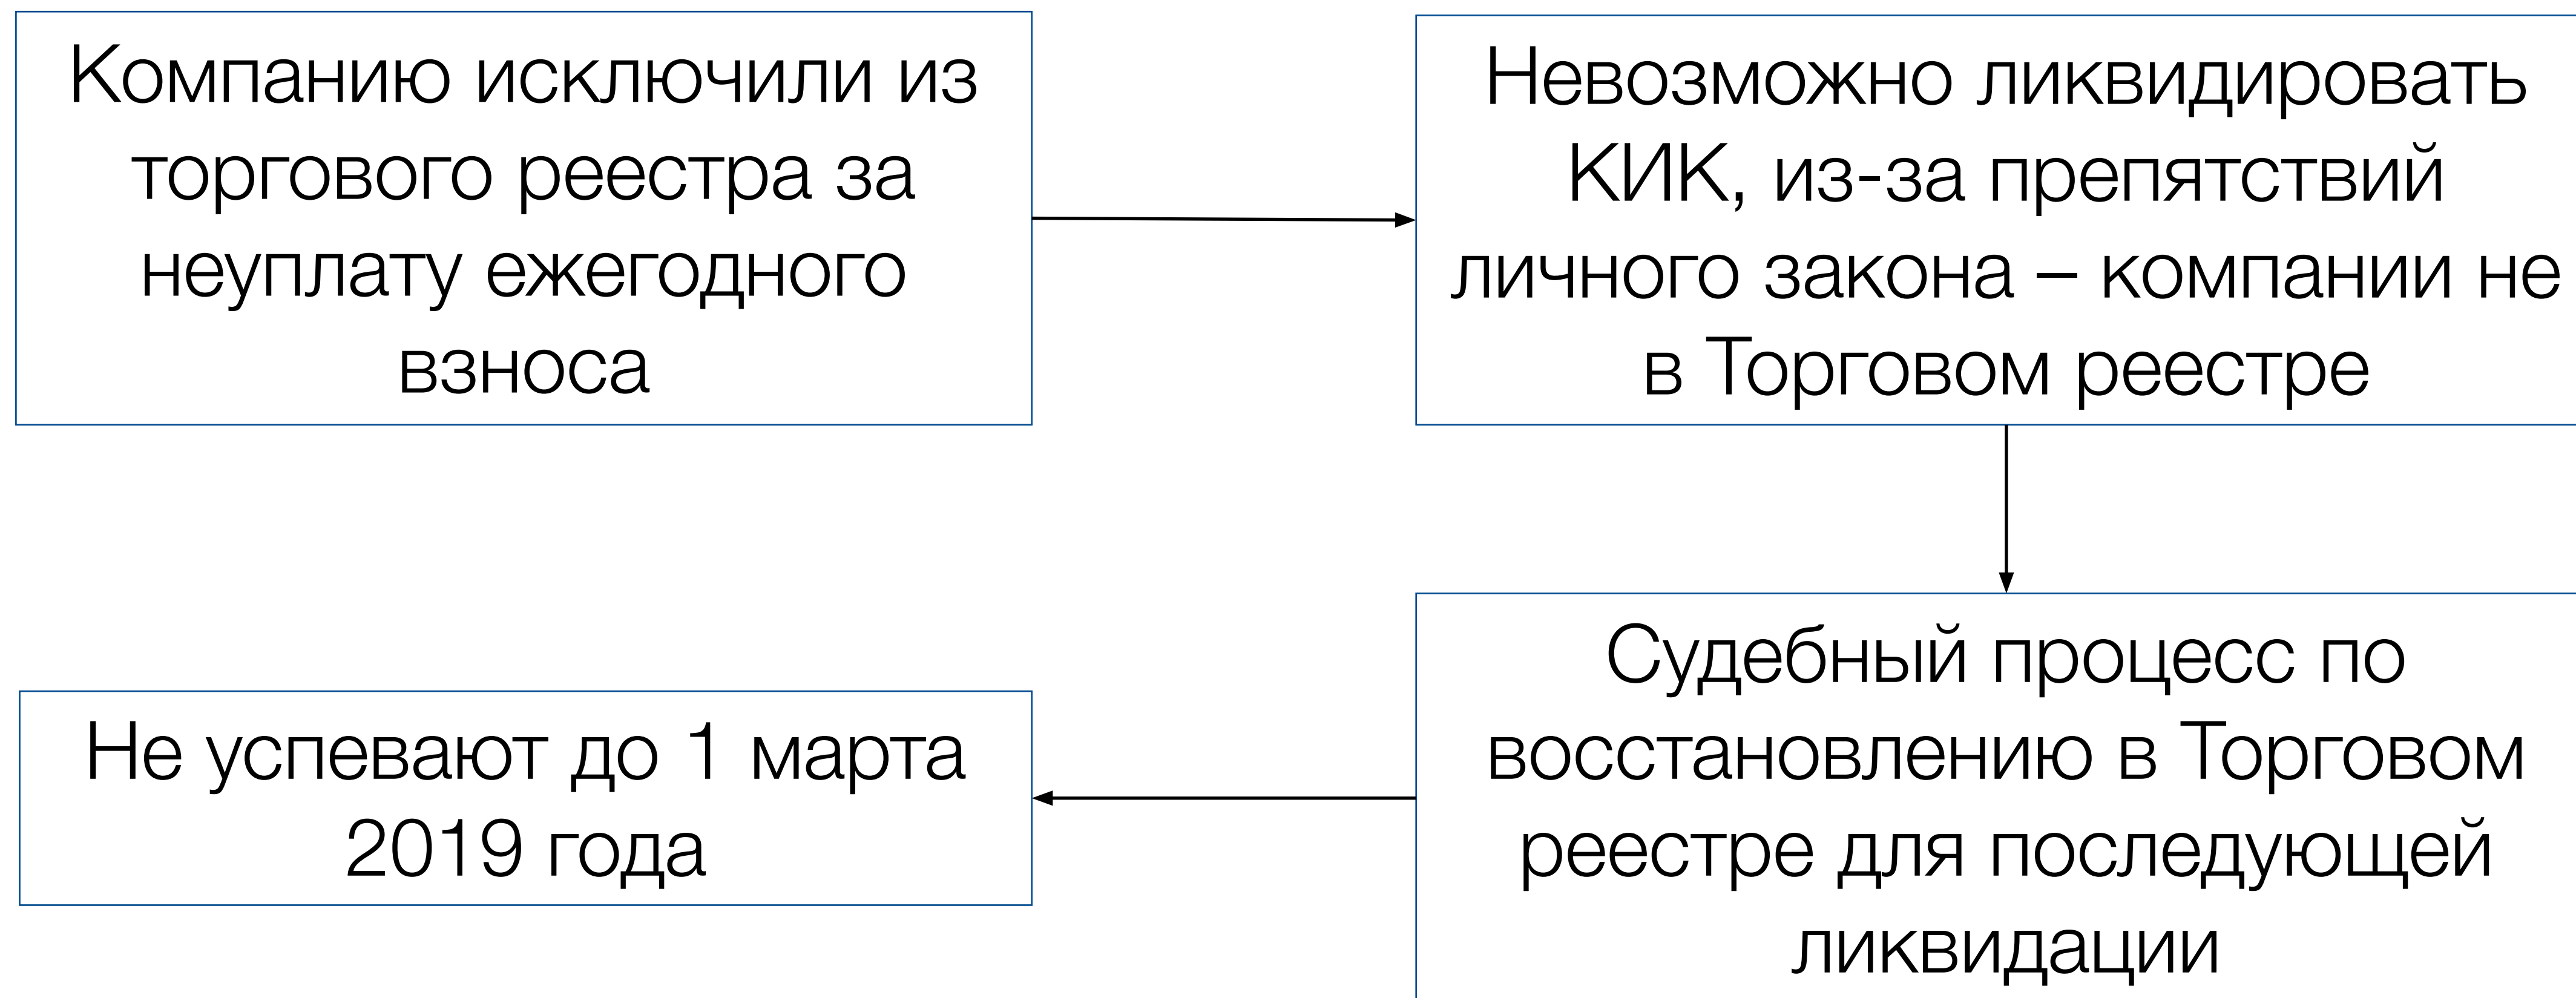 Компанию исключили из
торгового реестра за
неуплату ежегодного
взноса
Невозможно ликвидировать
КИК, из-за препятствий
личного закона – компании не
в Торговом реестре
Судебный процесс по
восстановлению в Торговом
реестре для последующей
ликвидации
Не успевают до 1 марта
2019 года